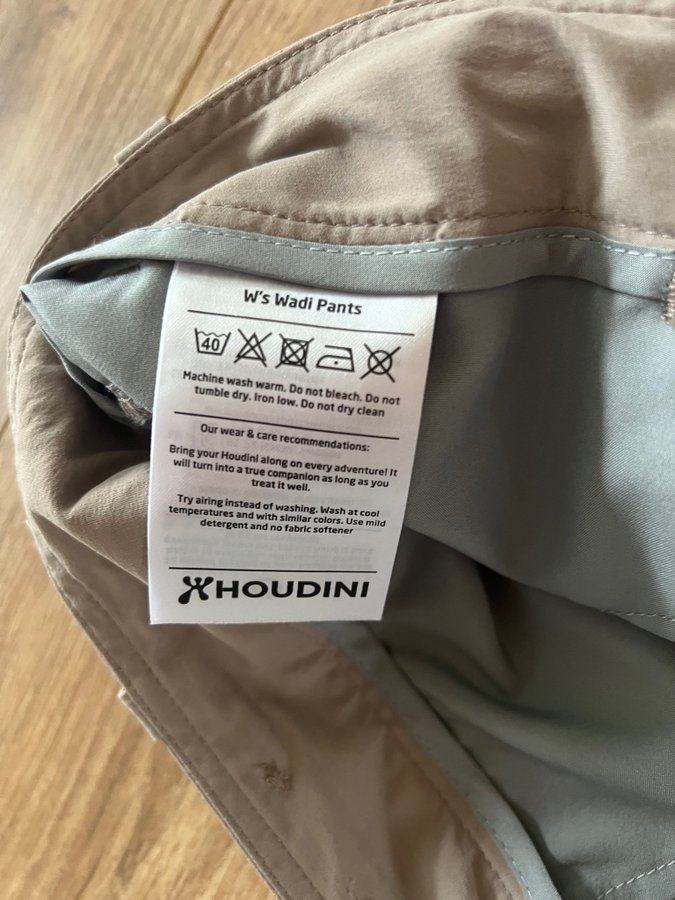 W's Wadi Pants
40
Machine wash warm. Do not bleach. Do not
tumble dry. Iron low. Do not dry clean
Our wear & care recommendations:
Bring your Houdini along on every adventure! It
will turn into a true companion as long as you
treat it well.
Try airing instead of washing. Wash at cool
temperatures and with similar colors. Use mild
detergent and no fabric softener
HOUDINI